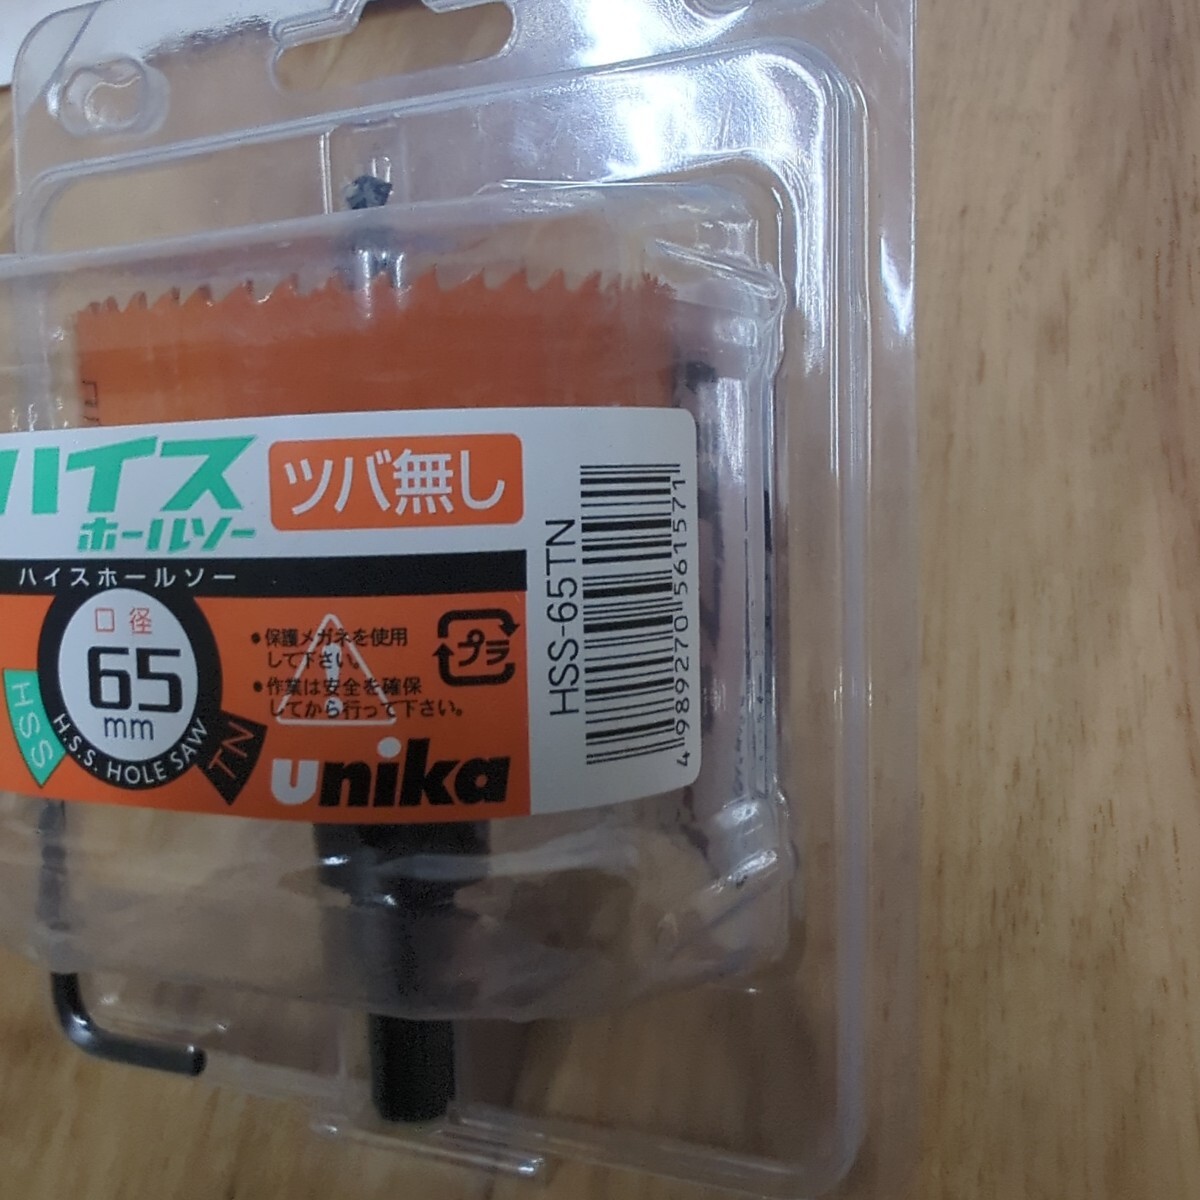 ハイス
ホールソー
ツバ無し
ハイスホールソー
口径
65
mm
HSS
H.S.S. HOLE SAW
TN
•保護メガネを使用
して下さい。
•作業は安全を確保
してから行って下さい。
プラ
unika
HSS-65TN
4 989270 561571